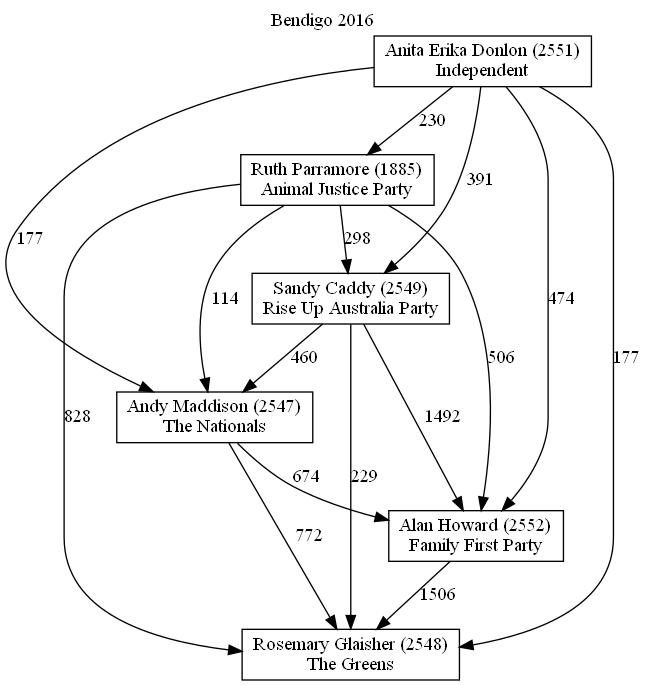 Bendigo 2016
Anita Erika Donlon (2551)
Independent
230
Ruth Parramore (1885)
Animal Justice Party
391
177
298
114
474
506
177
Sandy Caddy (2549)
Rise Up Australia Party
460
828
229
1492
Andy Maddison (2547)
The Nationals
674
Alan Howard (2552)
Family First Party
772
1506
Rosemary Glaisher (2548)
The Greens